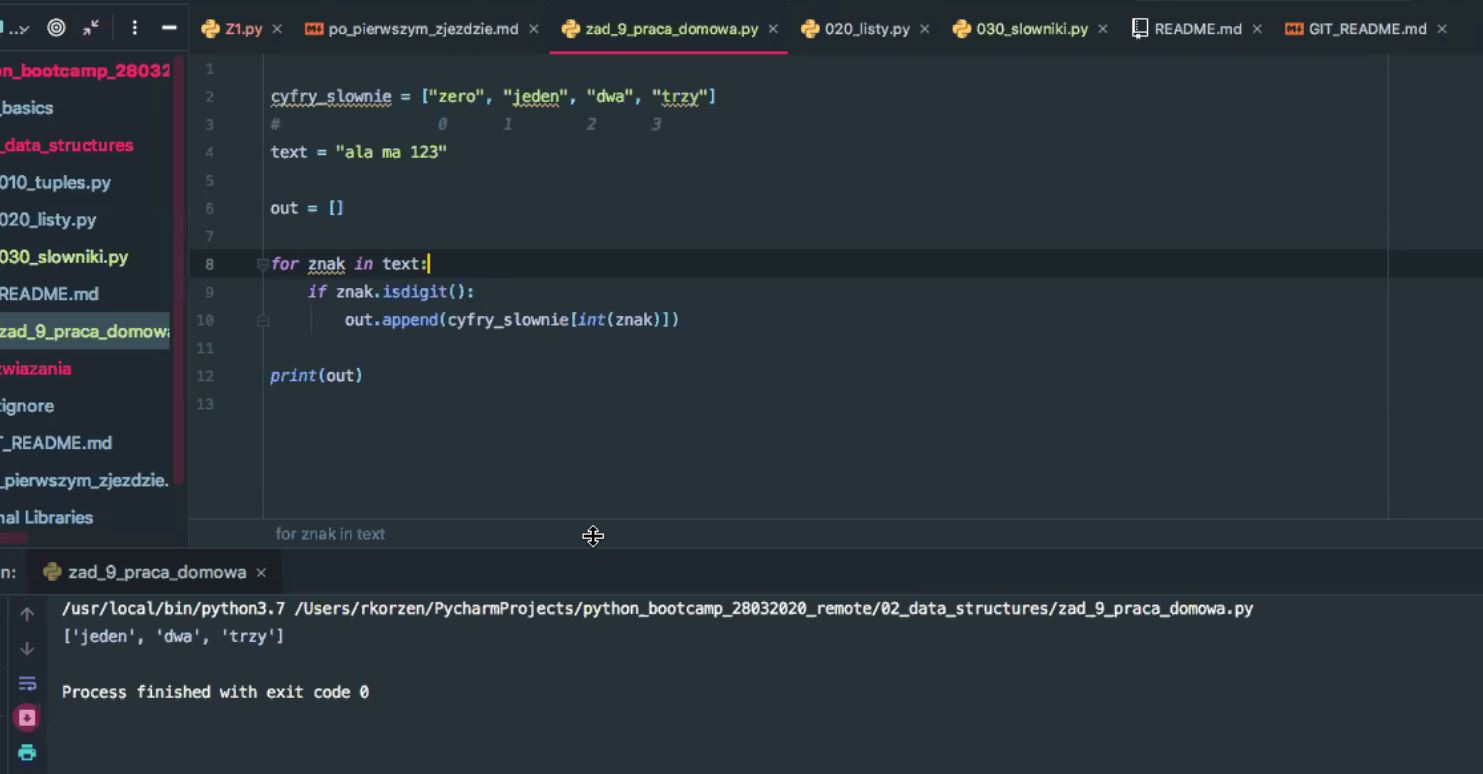 Z1.py
po_pierwszym_zjezdzie.md
zad_9_praca_domowa.py
020_listy.py
030_slowniki.py
README.md
GIT_README.md
on_bootcamp_28032
_basics
_data_structures
010_tuples.py
020_listy.py
030_slowniki.py
README.md
zad_9_praca_domowa
zwiazania
tignore
T_README.md
_pierwszym_zjezdzie.
nal Libraries
1
2 cyfry_slownie = ["zero", "jeden", "dwa", "trzy"]
3 # 0 1 2 3
4 text = "ala ma 123"
5
6 out = []
7
8 for znak in text:
9 if znak.isdigit():
10 out.append(cyfry_slownie[int(znak)])
11
12 print(out)
13
for znak in text
n: zad_9_praca_domowa
/usr/local/bin/python3.7 /Users/rkorzen/PycharmProjects/python_bootcamp_28032020_remote/02_data_structures/zad_9_praca_domowa.py
['jeden', 'dwa', 'trzy']
Process finished with exit code 0